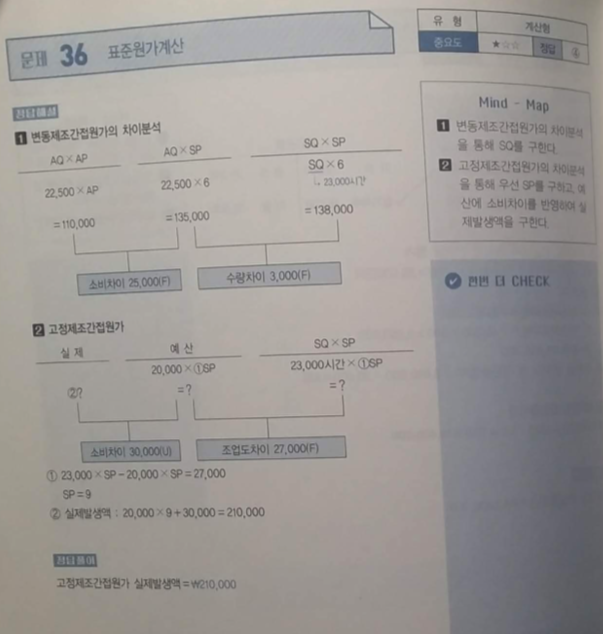 문제 36 표준원가계산
유 형 계산형
중요도 ★☆☆ 정답 ④
정답해설
1 변동제조간접원가의 차이분석
AQ×AP AQ×SP SQ×SP
22,500×AP 22,500×6 SQ×6
↳ 23,000시간
=110,000 =135,000 =138,000
소비차이 25,000(F) 수량차이 3,000(F)
2 고정제조간접원가
실 제 예 산 SQ×SP
20,000×①SP 23,000시간×①SP
②? =? =?
소비차이 30,000(U) 조업도차이 27,000(F)
① 23,000×SP-20,000×SP=27,000
SP=9
② 실제발생액 : 20,000×9+30,000=210,000
정답풀이
고정제조간접원가 실제발생액=₩210,000
Mind - Map
1 변동제조간접원가의 차이분석
을 통해 SQ를 구한다.
2 고정제조간접원가의 차이분석
을 통해 우선 SP를 구하고, 예
산에 소비차이를 반영하여 실
제발생액을 구한다.
한번 더 CHECK